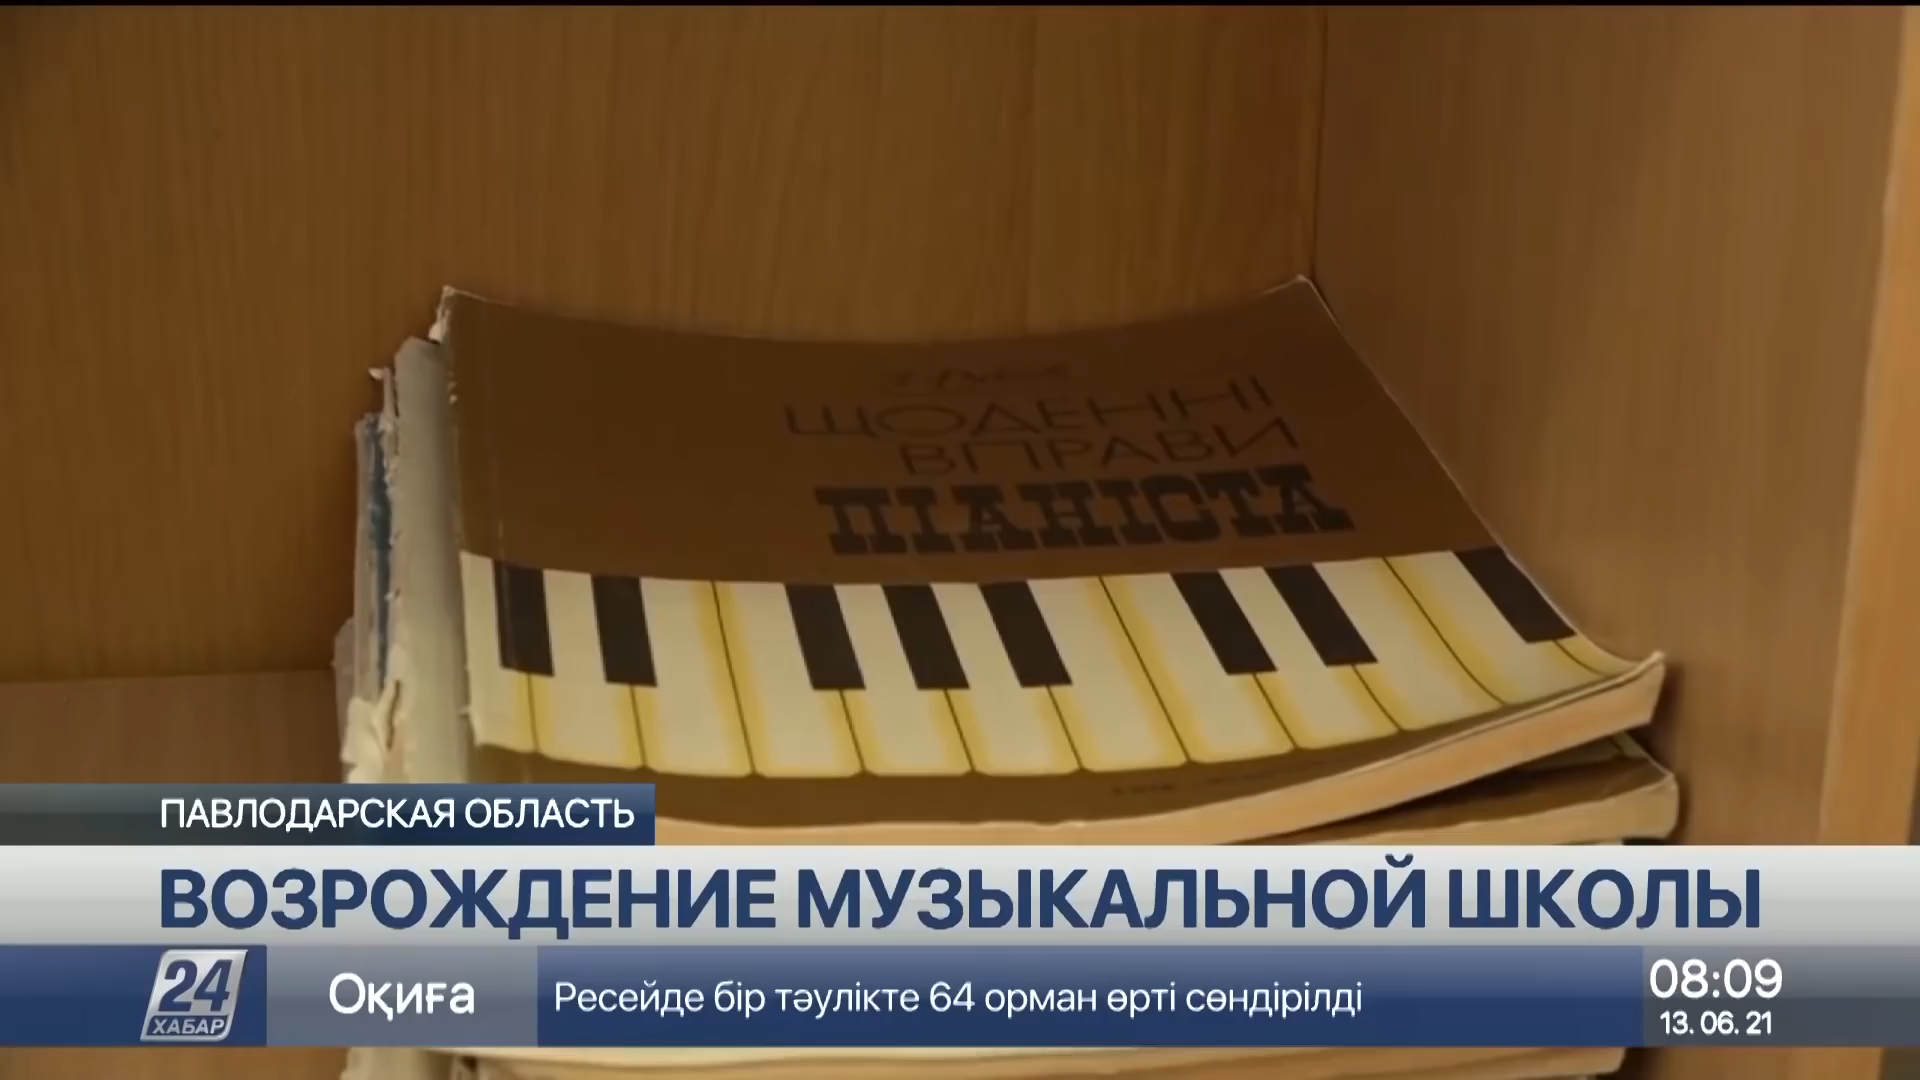 ЩОДЕННІ
ВПРАВИ
ПІАНІСТА
ПАВЛОДАРСКАЯ ОБЛАСТЬ
ВОЗРОЖДЕНИЕ МУЗЫКАЛЬНОЙ ШКОЛЫ
24
ХАБАР
Оқиға
Ресейде бір тәулікте 64 орман өрті сөндірілді
08:09
13. 06. 21